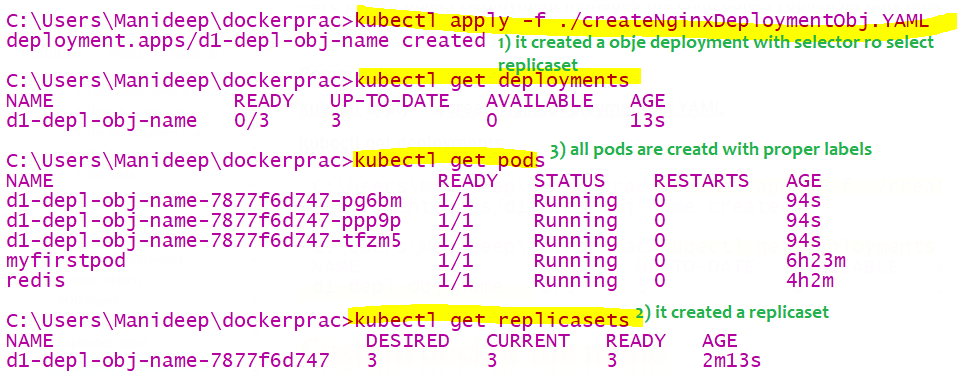 C:\Users\Manideep\dockerprac>kubectl apply -f ./createNginxDeploymentObj.YAML
deployment.apps/d1-depl-obj-name created 1) it created a obje deployment with selector ro select
replicaset
C:\Users\Manideep\dockerprac>kubectl get deployments
NAME READY UP-TO-DATE AVAILABLE AGE
d1-depl-obj-name 0/3 3 0 13s
C:\Users\Manideep\dockerprac>kubectl get pods 3) all pods are creatd with proper labels
NAME READY STATUS RESTARTS AGE
d1-depl-obj-name-7877f6d747-pg6bm 1/1 Running 0 94s
d1-depl-obj-name-7877f6d747-ppp9p 1/1 Running 0 94s
d1-depl-obj-name-7877f6d747-tfzm5 1/1 Running 0 94s
myfirstpod 1/1 Running 0 6h23m
redis 1/1 Running 0 4h2m
C:\Users\Manideep\dockerprac>kubectl get replicasets 2) it created a replicaset
NAME DESIRED CURRENT READY AGE
d1-depl-obj-name-7877f6d747 3 3 3 2m13s